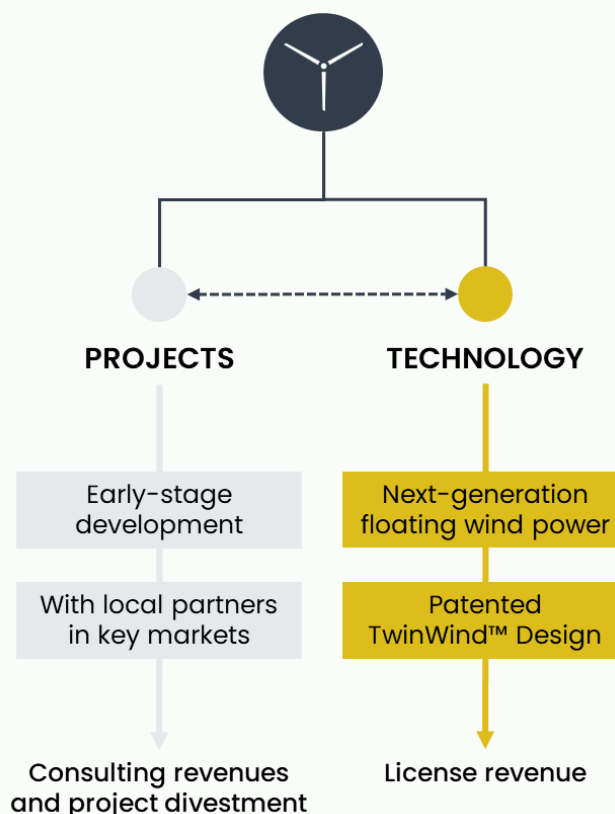 PROJECTS
Early-stage
development
With local partners
in key markets
Consulting revenues
and project divestment
TECHNOLOGY
Next-generation
floating wind power
Patented
TwinWind™ Design
License revenue